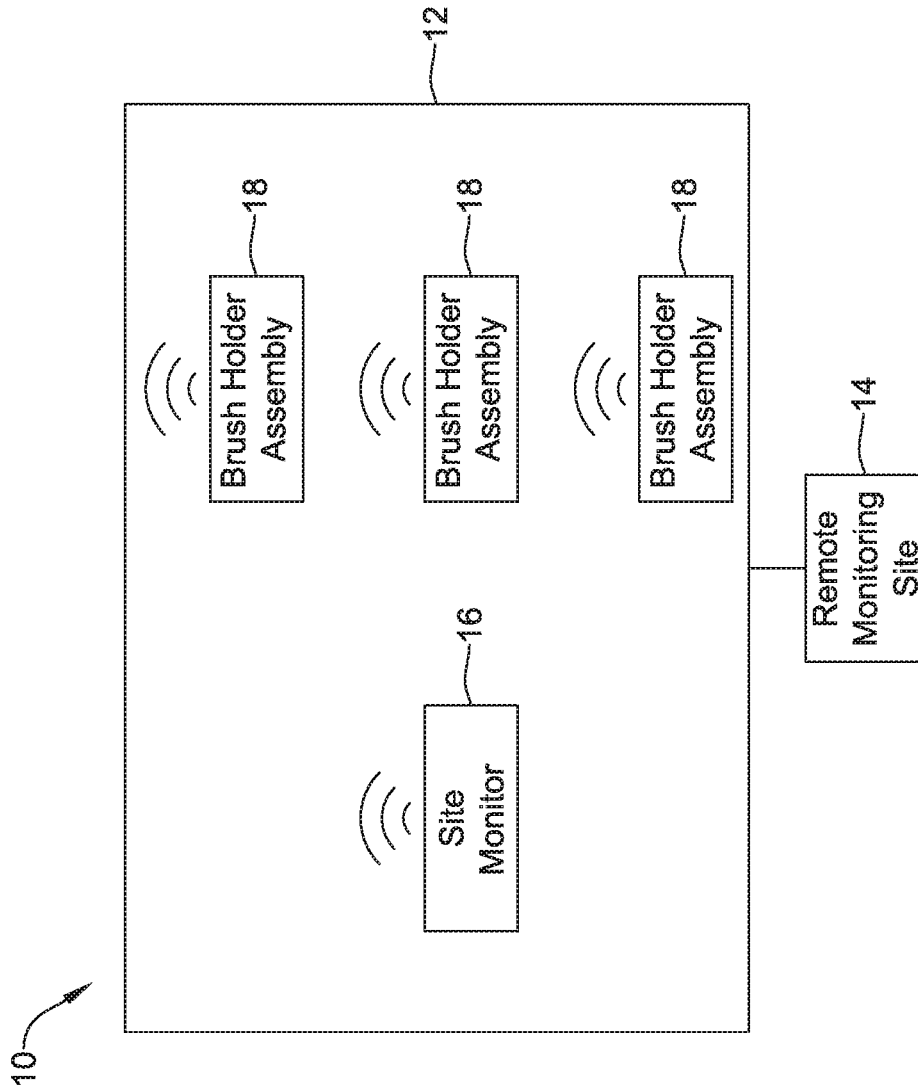 10
12
Brush Holder
Assembly
18
Brush Holder
Assembly
18
Brush Holder
Assembly
18
Site
Monitor
16
Remote
Monitoring
Site
14